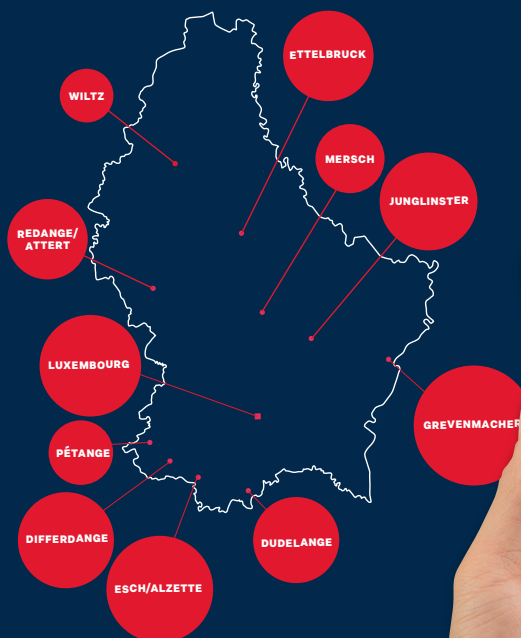 ETTELBRUCK
WILTZ
MERSCH
JUNGLINSTER
REDANGE/
ATTERT
LUXEMBOURG
GREVENMACHER
PÉTANGE
DIFFERDANGE
DUDELANGE
ESCH/ALZETTE